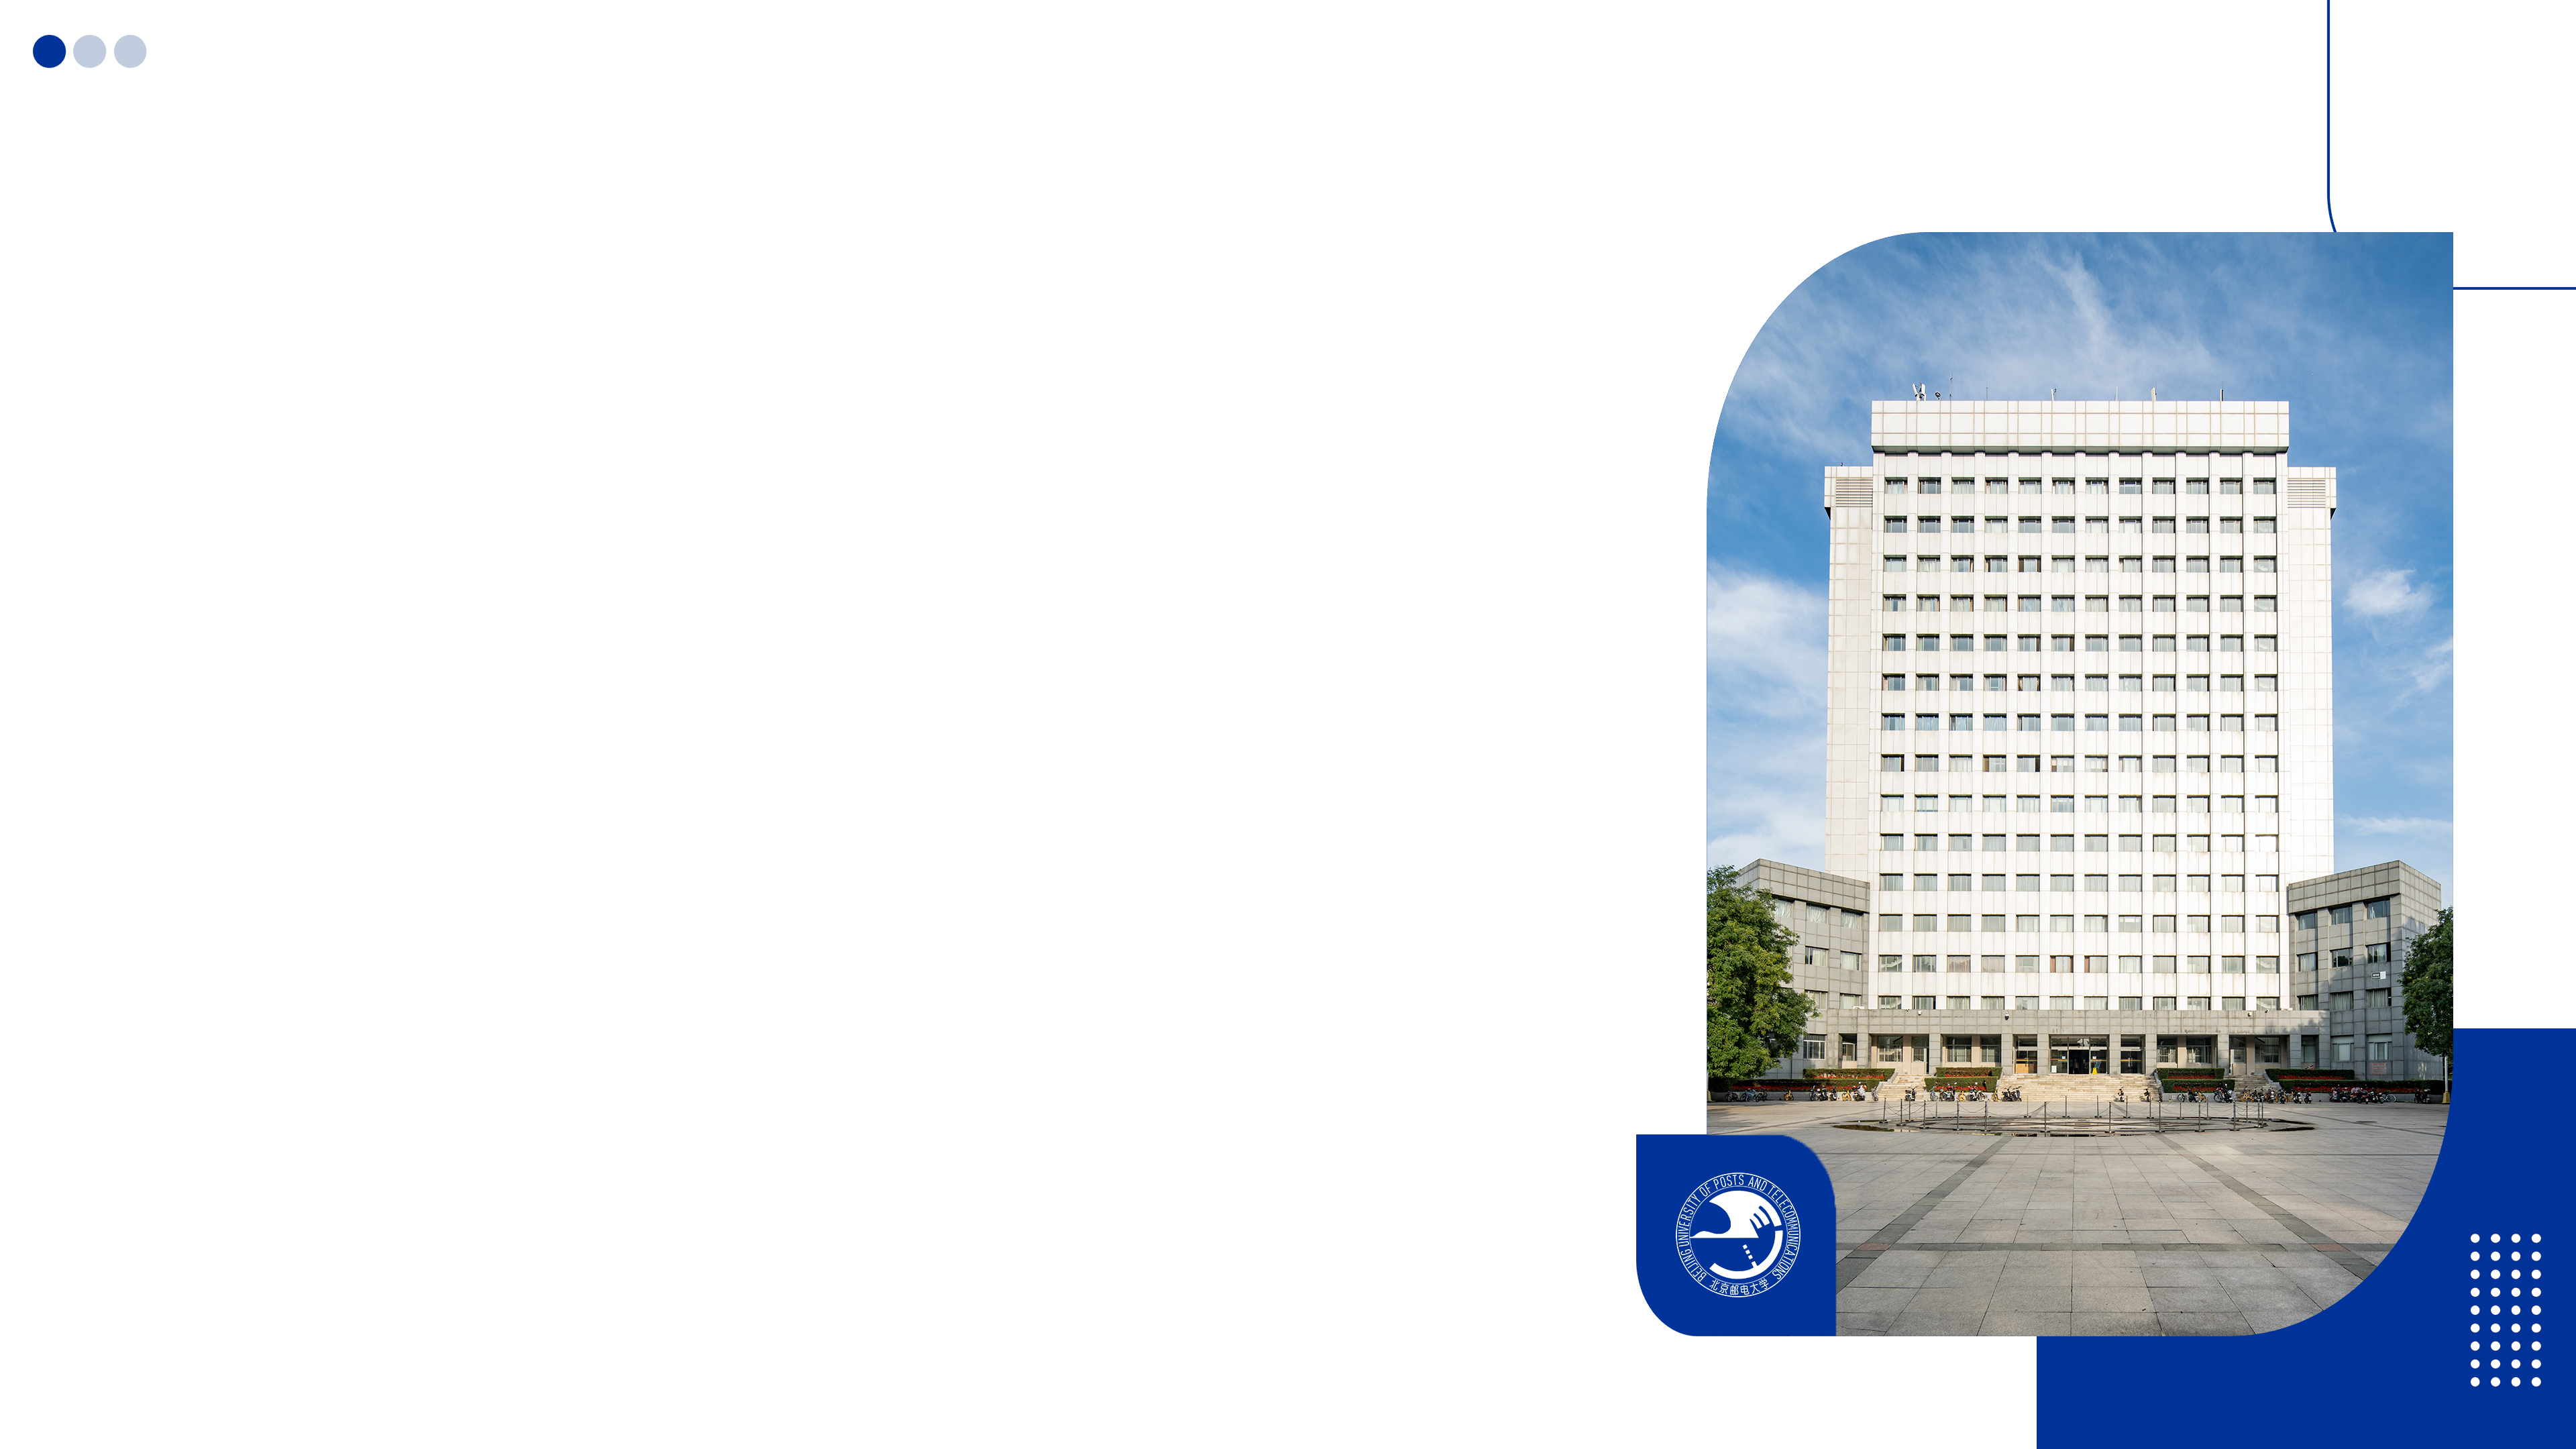 BEIJING UNIVERSITY OF POSTS AND TELECOMMUNICATIONS
北京邮电大学